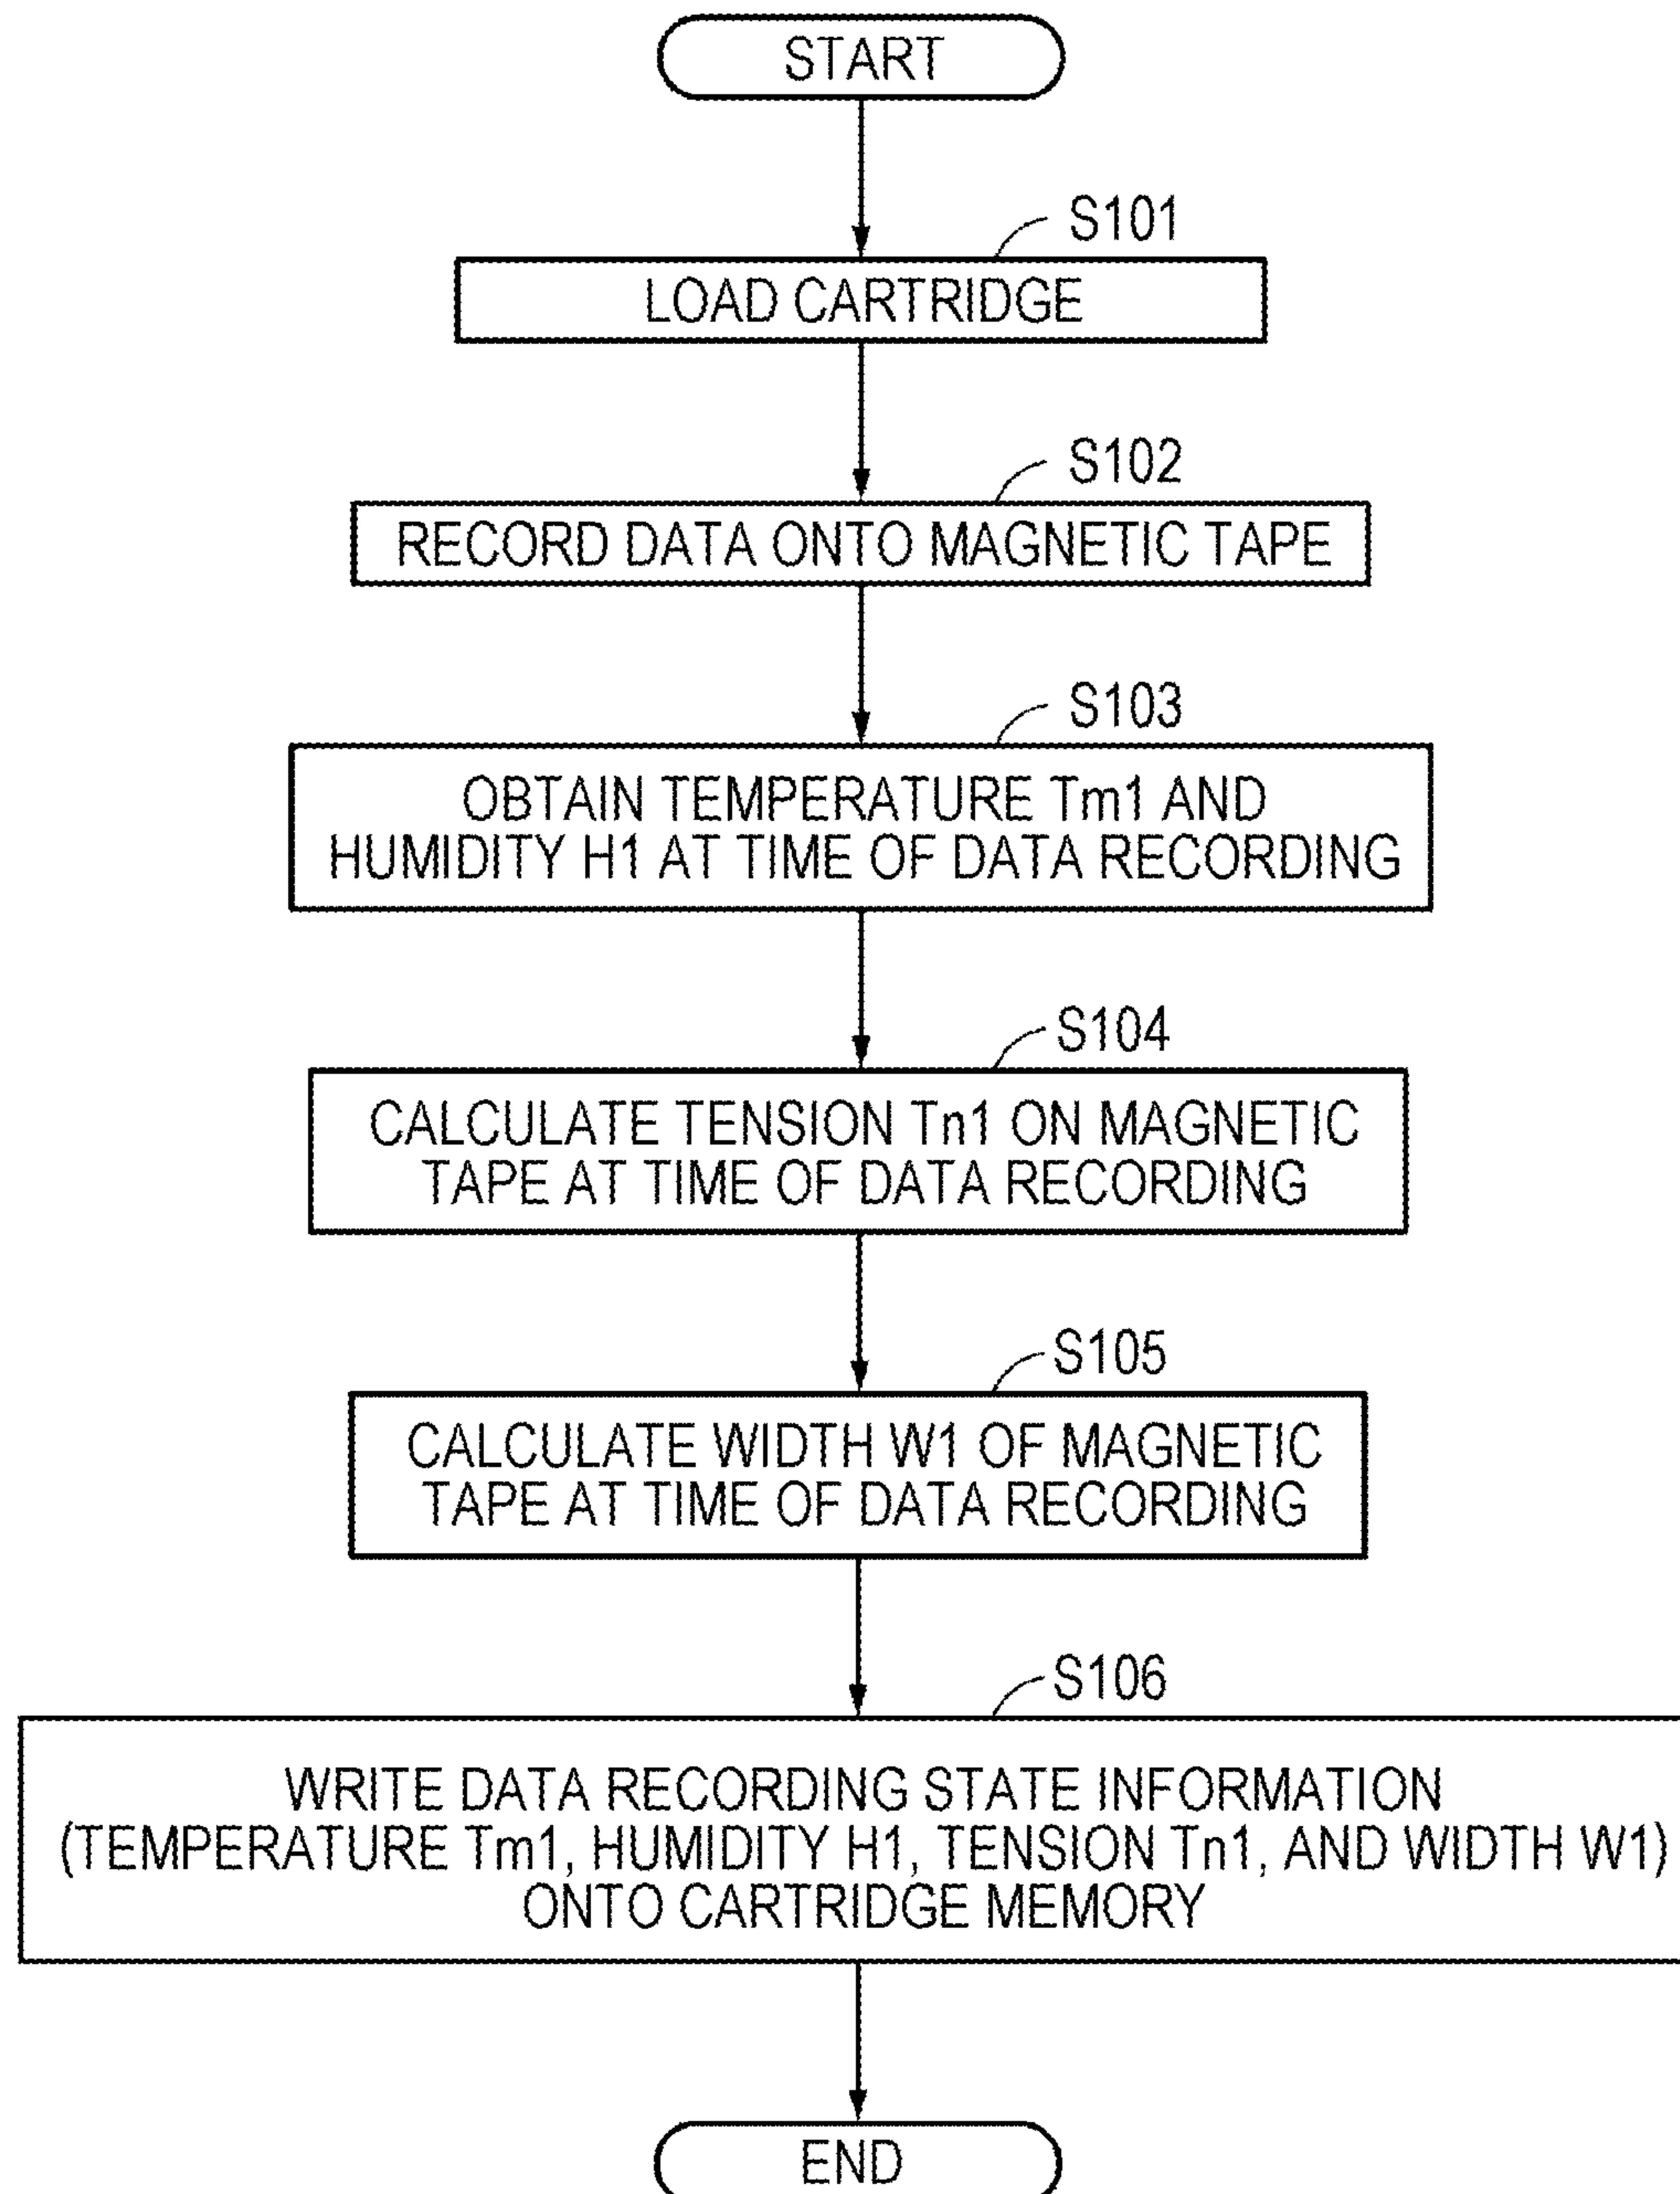 START
S101
LOAD CARTRIDGE
S102
RECORD DATA ONTO MAGNETIC TAPE
S103
OBTAIN TEMPERATURE Tm1 AND
HUMIDITY H1 AT TIME OF DATA RECORDING
S104
CALCULATE TENSION Tn1 ON MAGNETIC
TAPE AT TIME OF DATA RECORDING
S105
CALCULATE WIDTH W1 OF MAGNETIC
TAPE AT TIME OF DATA RECORDING
S106
WRITE DATA RECORDING STATE INFORMATION
(TEMPERATURE Tm1, HUMIDITY H1, TENSION Tn1, AND WIDTH W1)
ONTO CARTRIDGE MEMORY
END